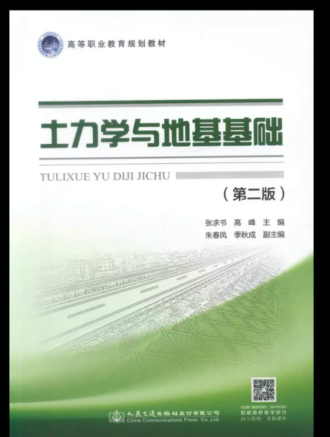 高等职业教育规划教材
土力学与地基基础
TULIXUE YU DIJI JICHU
（第二版）
张求书 高峰 主编
朱春凤 季秋成 副主编
人民交通出版社股份有限公司
China Communications Press Co.,Ltd.